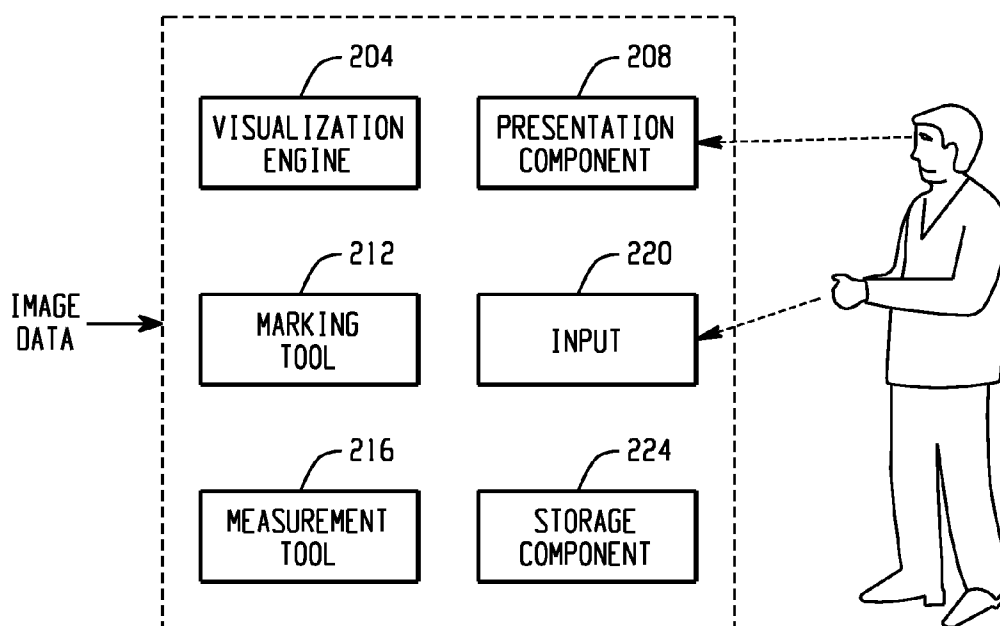 204
208
VISUALIZATION
ENGINE
PRESENTATION
COMPONENT
212
220
IMAGE
DATA
MARKING
TOOL
INPUT
216
224
MEASUREMENT
TOOL
STORAGE
COMPONENT